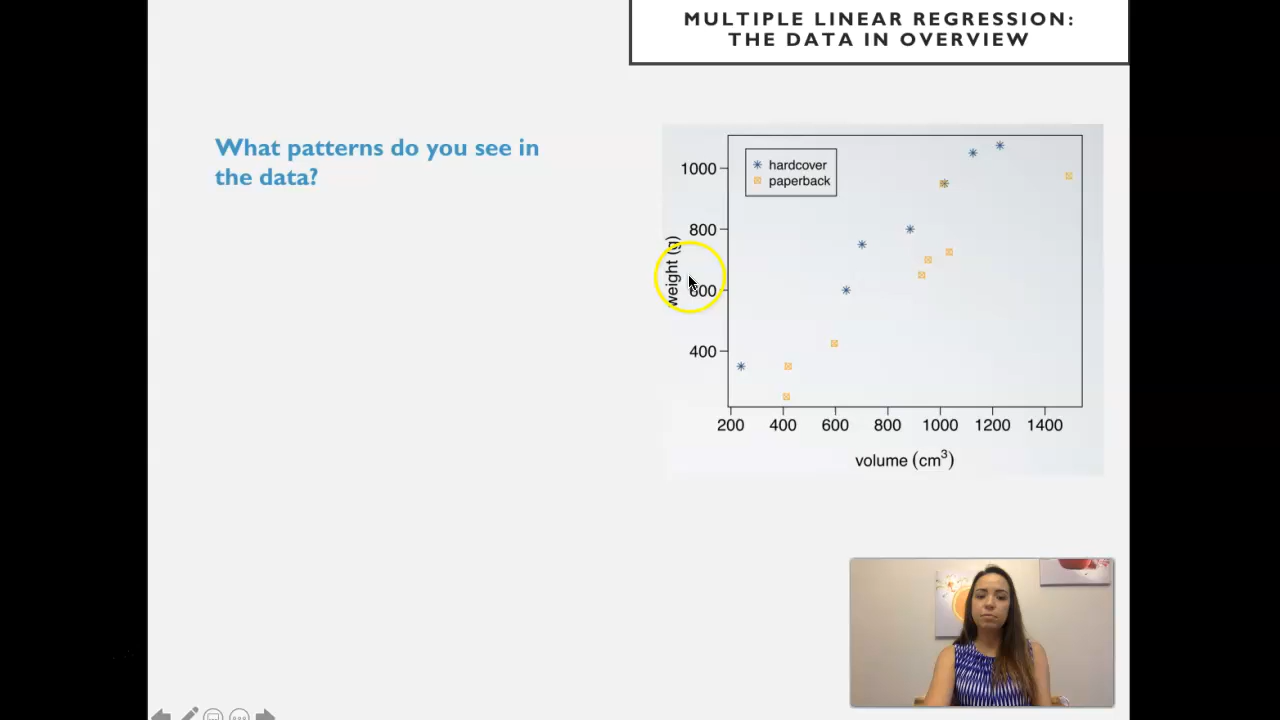 MULTIPLE LINEAR REGRESSION:
THE DATA IN OVERVIEW
What patterns do you see in
the data?
hardcover
paperback
1000
800
600
400
weight (g)
200 400 600 800 1000 1200 1400
volume (cm³)